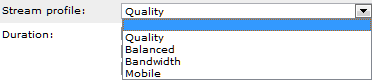 Stream profile: Quality
Duration:
Quality
Balanced
Bandwidth
Mobile